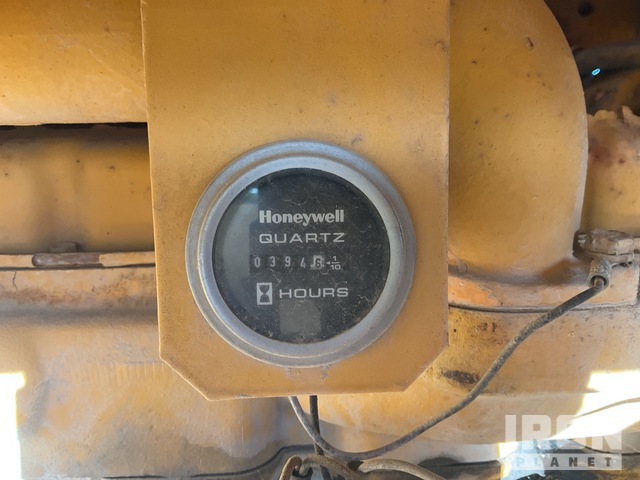 Honeywell
QUARTZ
0394 1/10
HOURS
IRON
PLANET